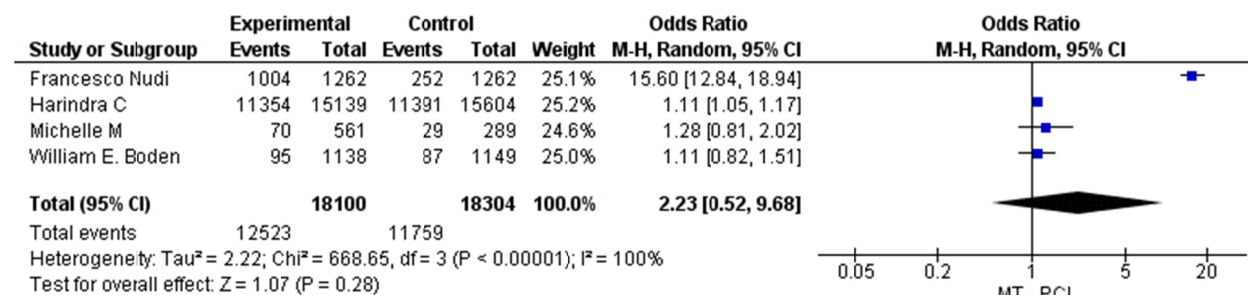 Experimental Control Odds Ratio Odds Ratio
Study or Subgroup Events Total Events Total Weight M-H, Random, 95% CI M-H, Random, 95% CI
Francesco Nudi 1004 1262 252 1262 25.1% 15.60 [12.84, 18.94]
Harindra C 11354 15139 11391 15604 25.2% 1.11 [1.05, 1.17]
Michelle M 70 561 29 289 24.6% 1.28 [0.81, 2.02]
William E. Boden 95 1138 87 1149 25.0% 1.11 [0.82, 1.51]
Total (95% CI) 18100 18304 100.0% 2.23 [0.52, 9.68]
Total events 12523 11759
Heterogeneity: Tau² = 2.22; Chi² = 668.65, df = 3 (P < 0.00001); I² = 100%
Test for overall effect: Z = 1.07 (P = 0.28)
0.05 0.2 1 5 20
MT PCI